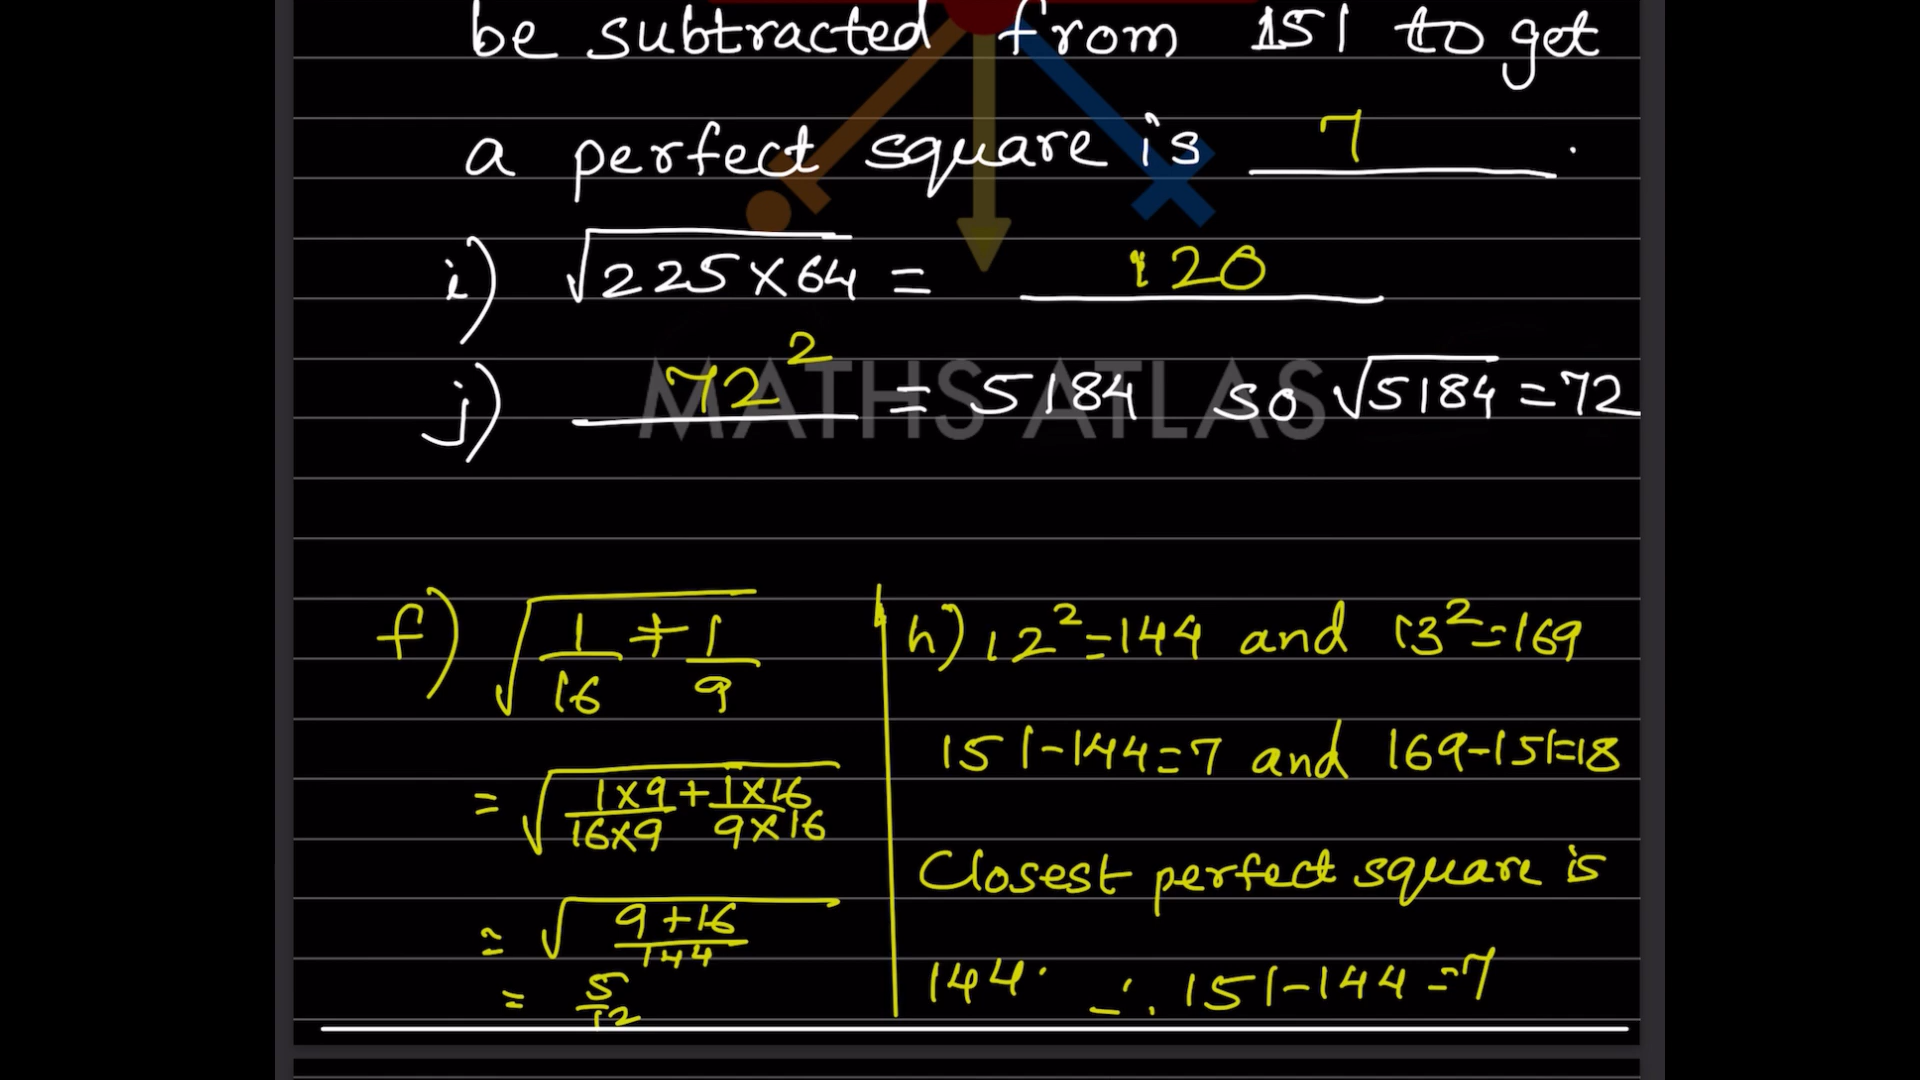 be subtracted from 151 to get
a perfect square is 7 .
i) √225×64 = 120
j) 72² = 5184 so √5184 = 72
MATHS ATLAS
f) √1/16 + 1/9
= √1×9/16×9 + 1×16/9×16
= √9+16/144
= 5/12
h) 12² = 144 and 13² = 169
151-144=7 and 169-151=18
Closest perfect square is
144. ∴ 151-144=7